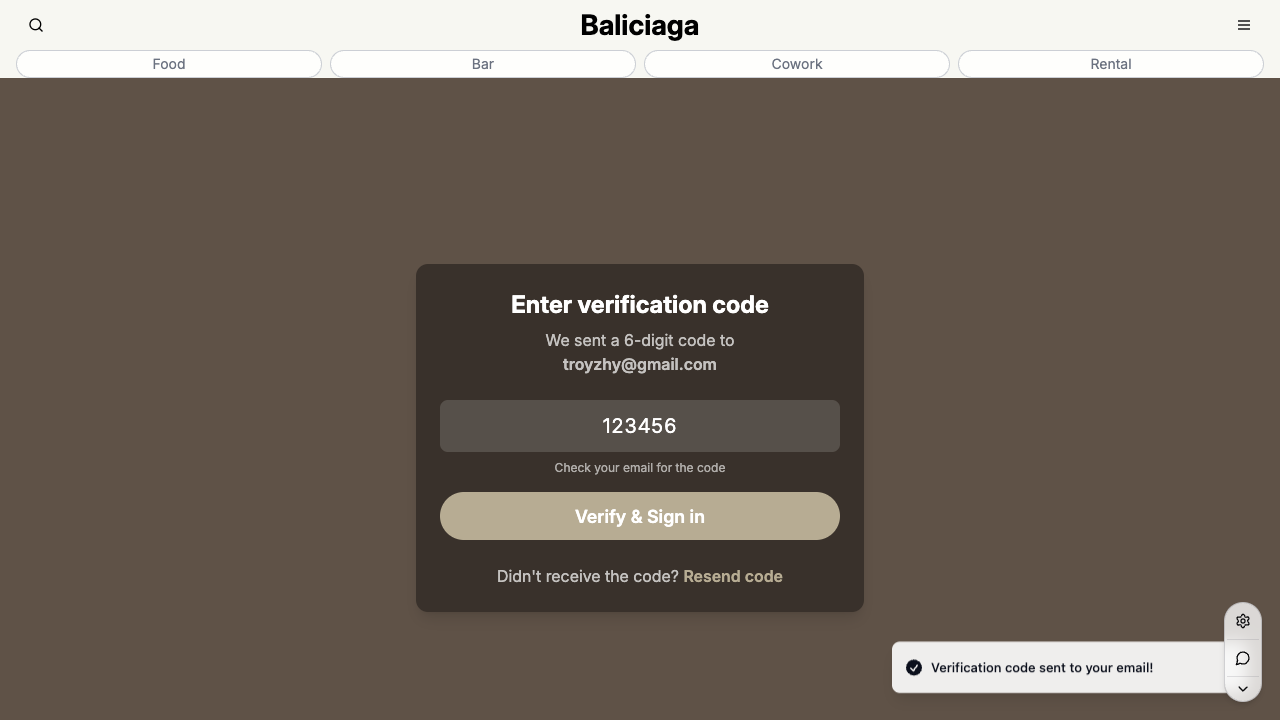 Baliciaga
Food
Bar
Cowork
Rental
Enter verification code
We sent a 6-digit code to
troyzhy@gmail.com
123456
Check your email for the code
Verify & Sign in
Didn't receive the code? Resend code
Verification code sent to your email!